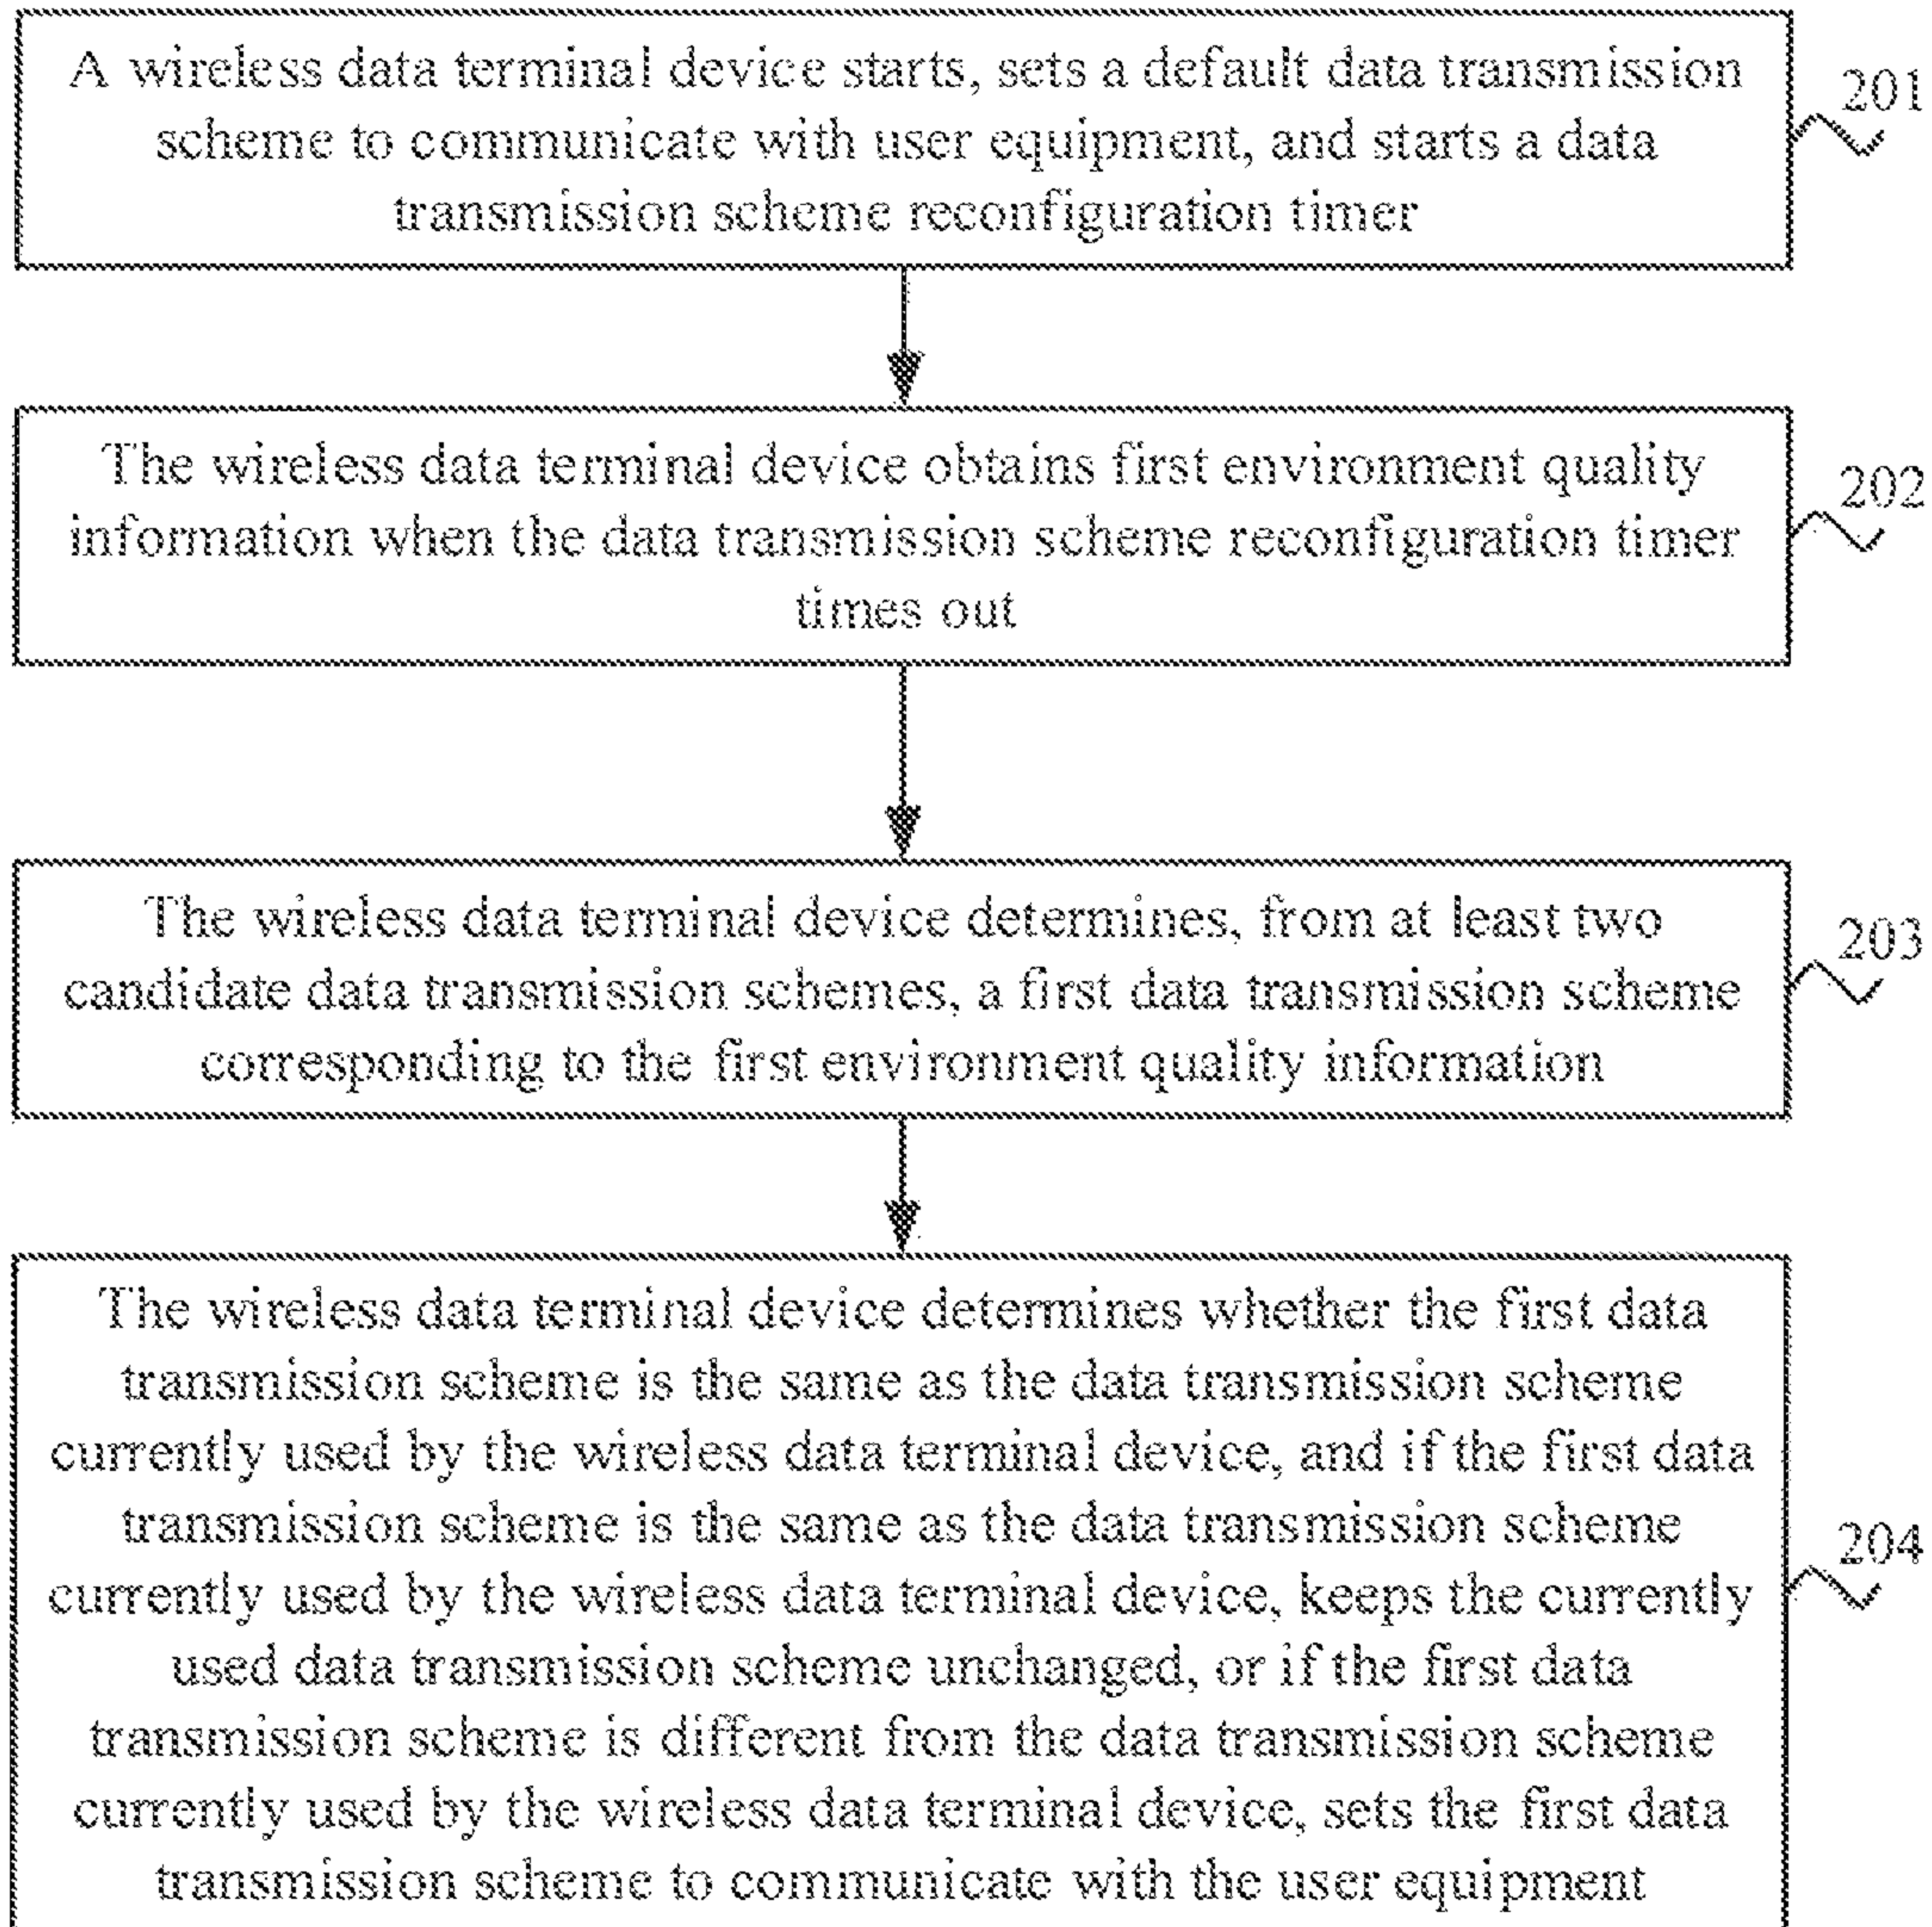 A wireless data terminal device starts, sets a default data transmission
scheme to communicate with user equipment, and starts a data
transmission scheme reconfiguration timer
201
The wireless data terminal device obtains first environment quality
information when the data transmission scheme reconfiguration timer
times out
202
The wireless data terminal device determines, from at least two
candidate data transmission schemes, a first data transmission scheme
corresponding to the first environment quality information
203
The wireless data terminal device determines whether the first data
transmission scheme is the same as the data transmission scheme
currently used by the wireless data terminal device, and if the first data
transmission scheme is the same as the data transmission scheme
currently used by the wireless data terminal device, keeps the currently
used data transmission scheme unchanged, or if the first data
transmission scheme is different from the data transmission scheme
currently used by the wireless data terminal device, sets the first data
transmission scheme to communicate with the user equipment
204